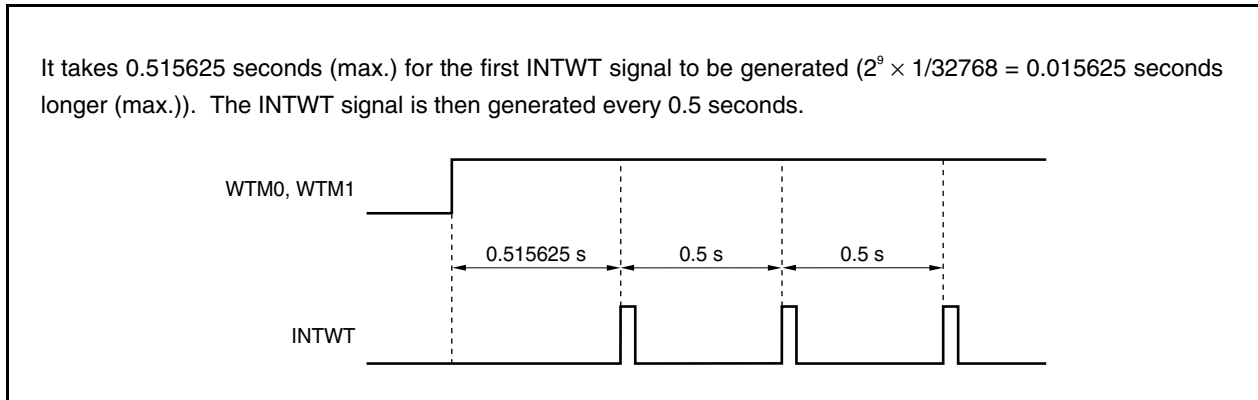 It takes 0.515625 seconds (max.) for the first INTWT signal to be generated (2⁹ × 1/32768 = 0.015625 seconds
longer (max.)). The INTWT signal is then generated every 0.5 seconds.
WTM0, WTM1
0.515625 s 0.5 s 0.5 s
INTWT